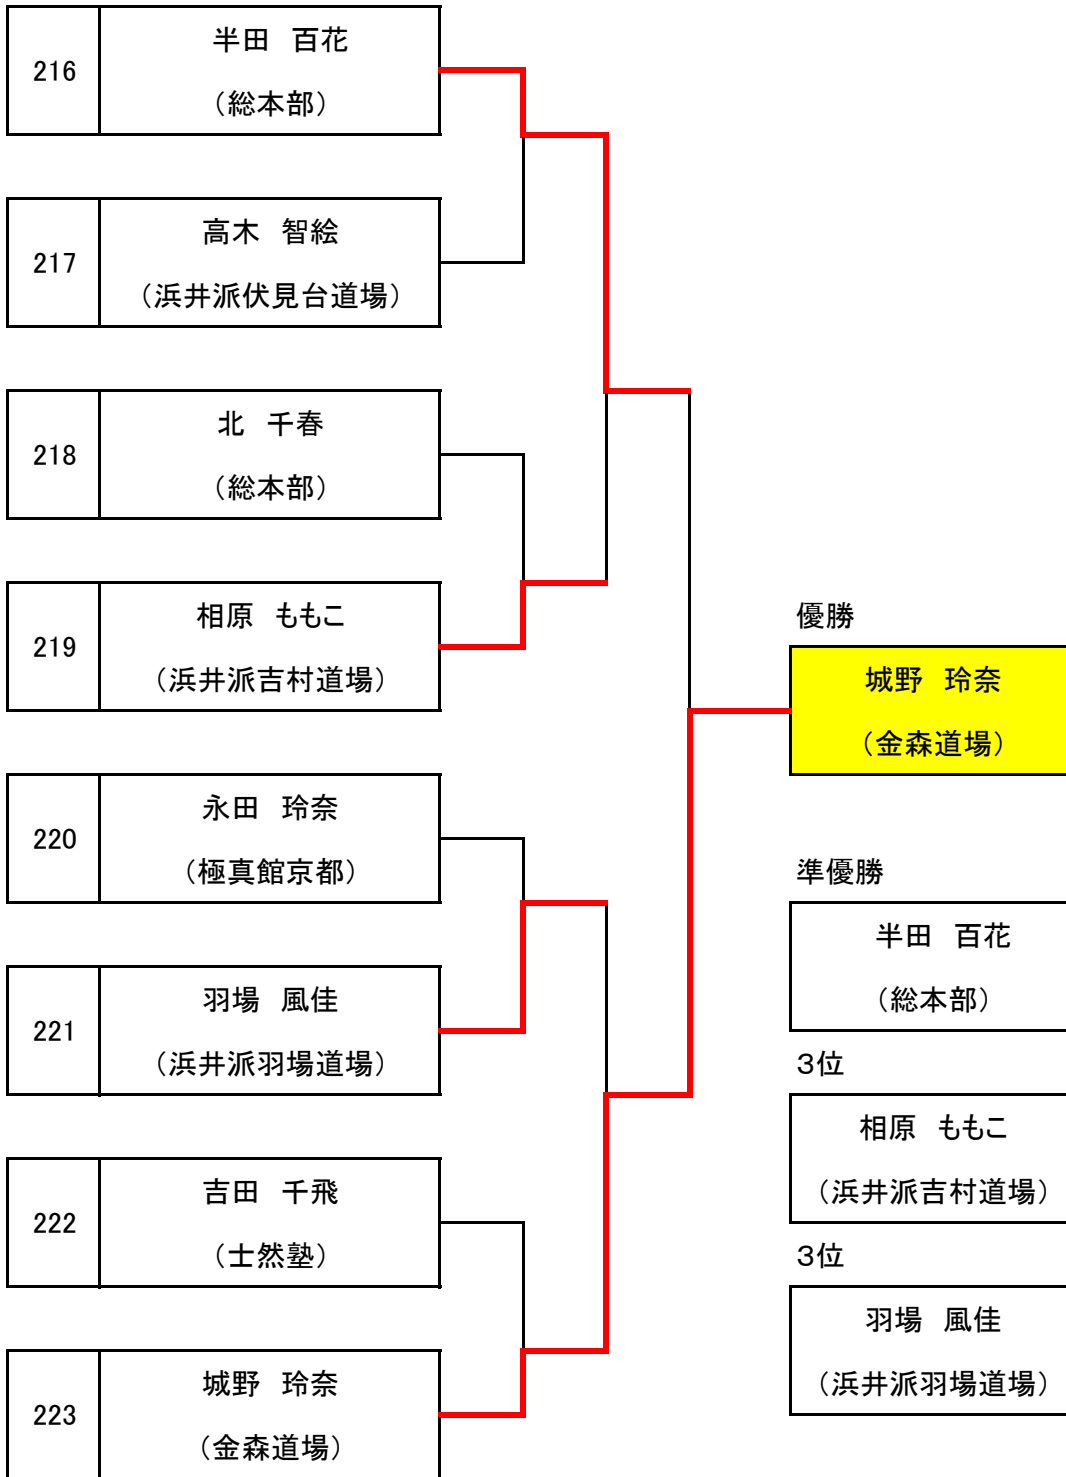 216
半田　百花
（総本部）
217
高木　智絵
（浜井派伏見台道場）
218
北　千春
（総本部）
219
相原　ももこ
（浜井派吉村道場）
220
永田　玲奈
（極真館京都）
221
羽場　風佳
（浜井派羽場道場）
222
吉田　千飛
（士然塾）
223
城野　玲奈
（金森道場）
優勝
城野　玲奈
（金森道場）
準優勝
半田　百花
（総本部）
３位
相原　ももこ
（浜井派吉村道場）
３位
羽場　風佳
（浜井派羽場道場）